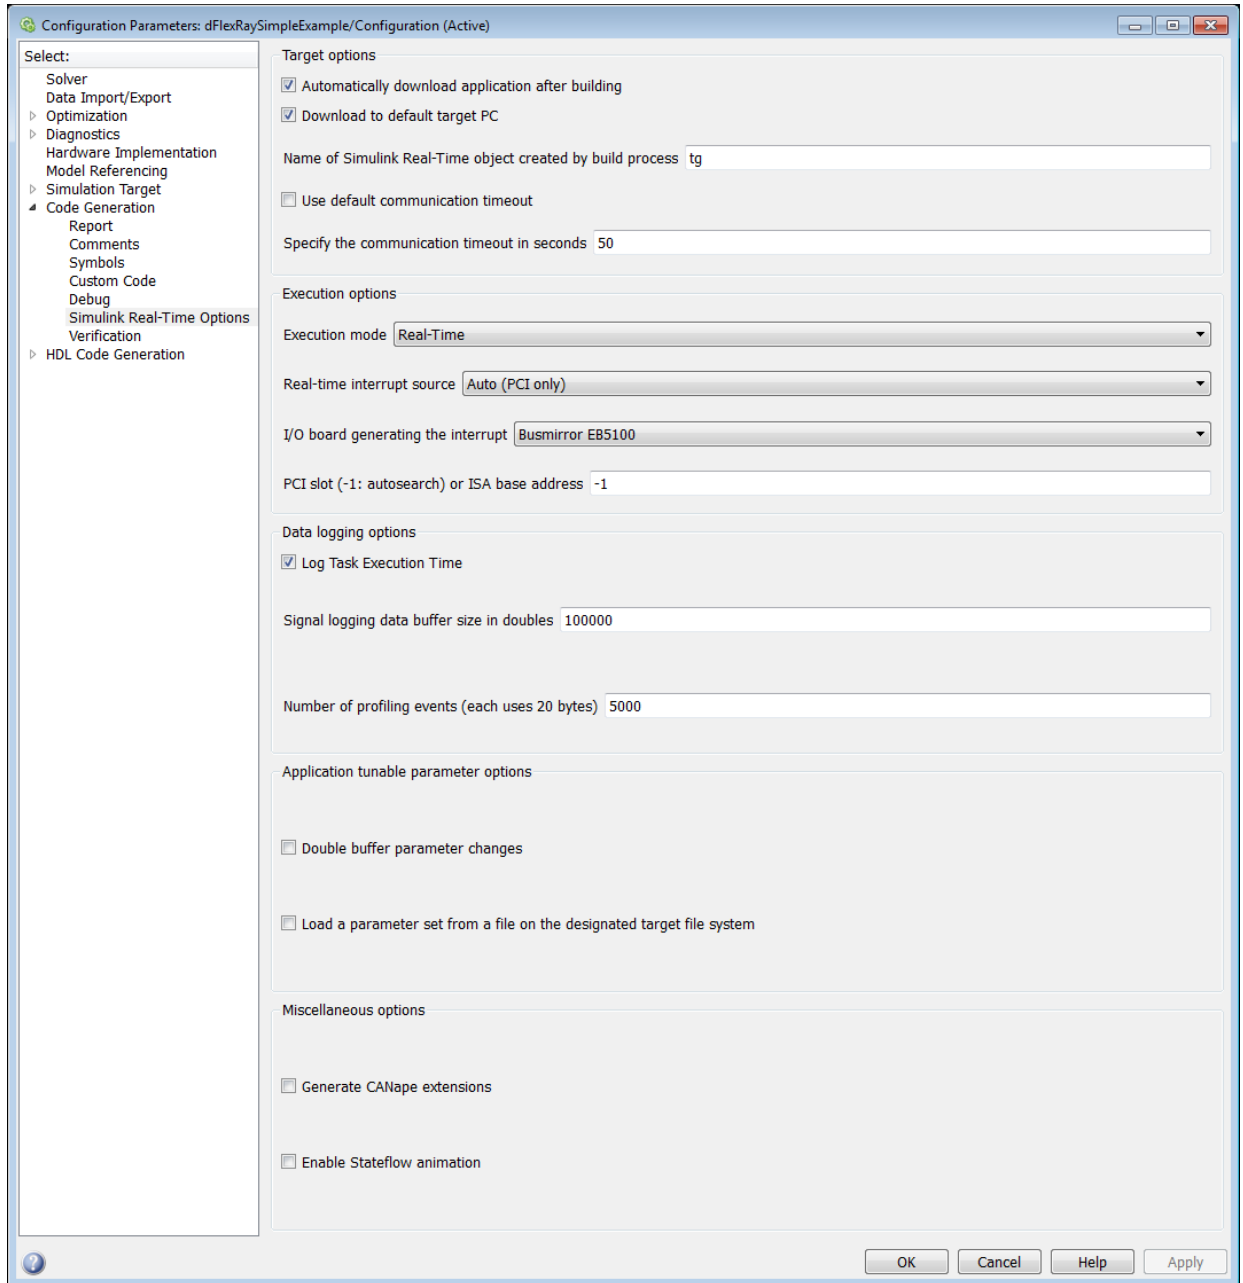 Configuration Parameters: dFlexRaySimpleExample/Configuration (Active)
Select:
Solver
Data Import/Export
Optimization
Diagnostics
Hardware Implementation
Model Referencing
Simulation Target
Code Generation
Report
Comments
Symbols
Custom Code
Debug
Simulink Real-Time Options
Verification
HDL Code Generation
Target options
Automatically download application after building
Download to default target PC
Name of Simulink Real-Time object created by build process tg
Use default communication timeout
Specify the communication timeout in seconds 50
Execution options
Execution mode Real-Time
Real-time interrupt source Auto (PCI only)
I/O board generating the interrupt Busmirror EB5100
PCI slot (-1: autosearch) or ISA base address -1
Data logging options
Log Task Execution Time
Signal logging data buffer size in doubles 100000
Number of profiling events (each uses 20 bytes) 5000
Application tunable parameter options
Double buffer parameter changes
Load a parameter set from a file on the designated target file system
Miscellaneous options
Generate CANape extensions
Enable Stateflow animation
? OK Cancel Help Apply